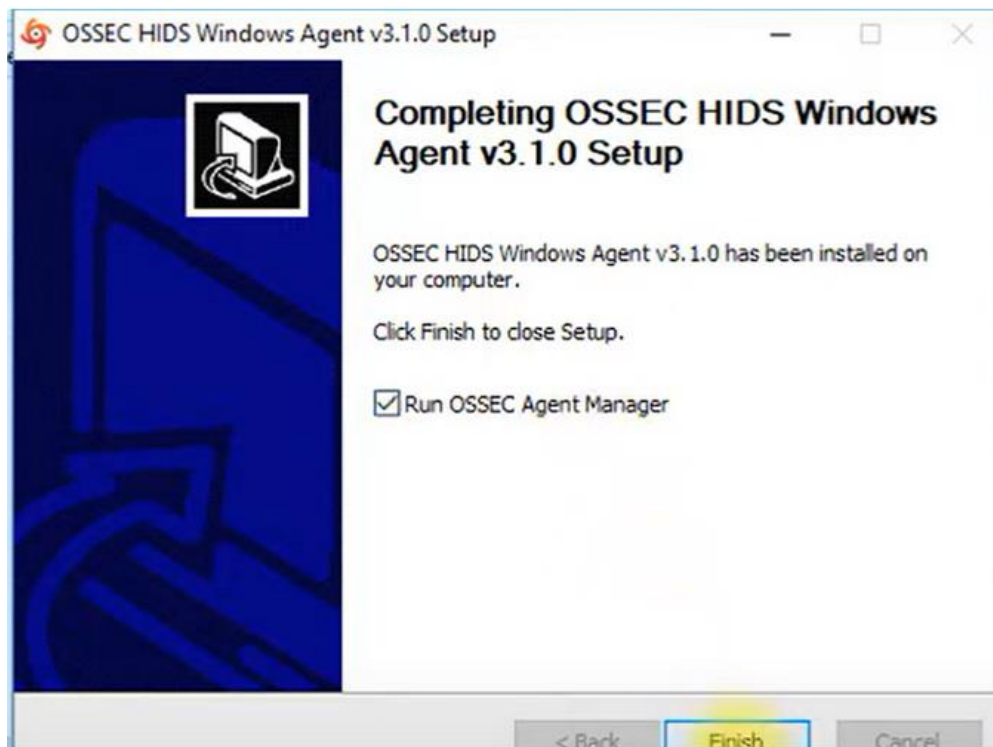 OSSEC HIDS Windows Agent v3.1.0 Setup
Completing OSSEC HIDS Windows
Agent v3.1.0 Setup
OSSEC HIDS Windows Agent v3.1.0 has been installed on
your computer.
Click Finish to close Setup.
Run OSSEC Agent Manager
< Back Finish Cancel